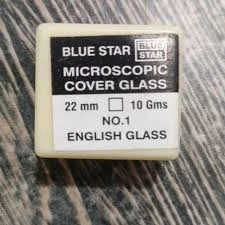 BLUE STAR
BLUE
STAR
MICROSCOPIC
COVER GLASS
22 mm 10 Gms
NO.1
ENGLISH GLASS